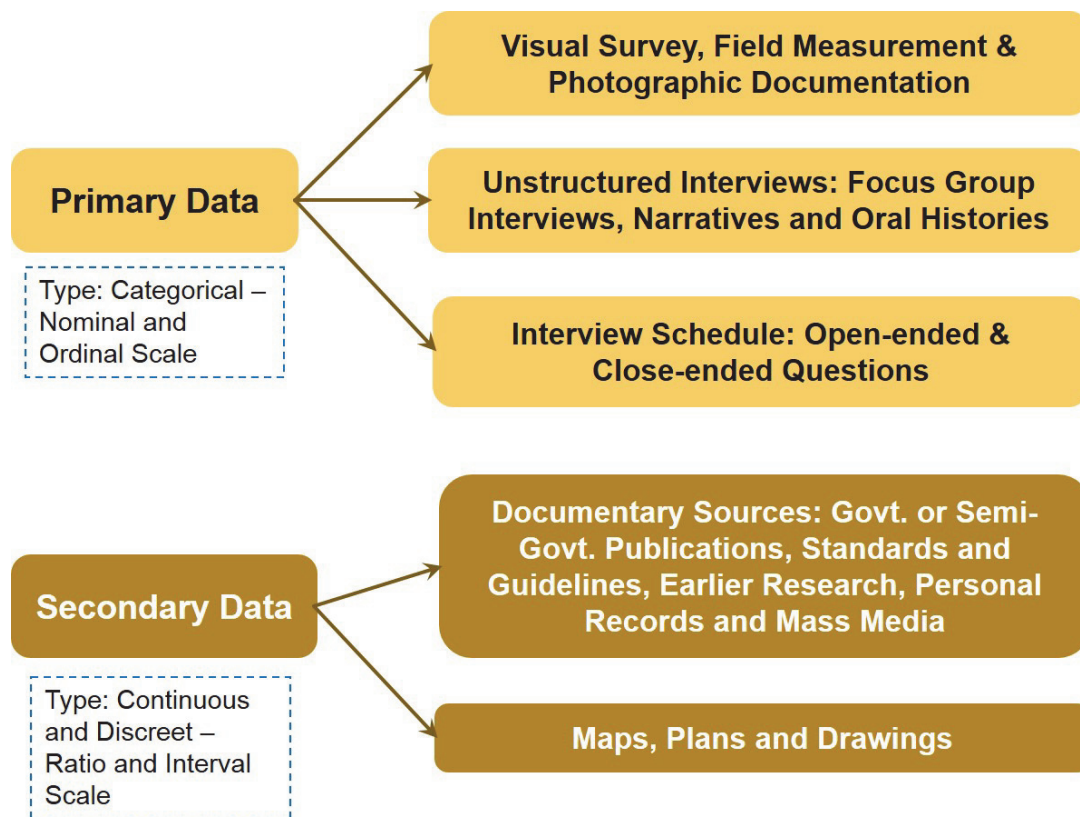 Visual Survey, Field Measurement &
Photographic Documentation
Primary Data
Unstructured Interviews: Focus Group
Interviews, Narratives and Oral Histories
Type: Categorical –
Nominal and
Ordinal Scale
Interview Schedule: Open-ended &
Close-ended Questions
Documentary Sources: Govt. or Semi-
Govt. Publications, Standards and
Guidelines, Earlier Research, Personal
Records and Mass Media
Secondary Data
Type: Continuous
and Discreet –
Ratio and Interval
Scale
Maps, Plans and Drawings